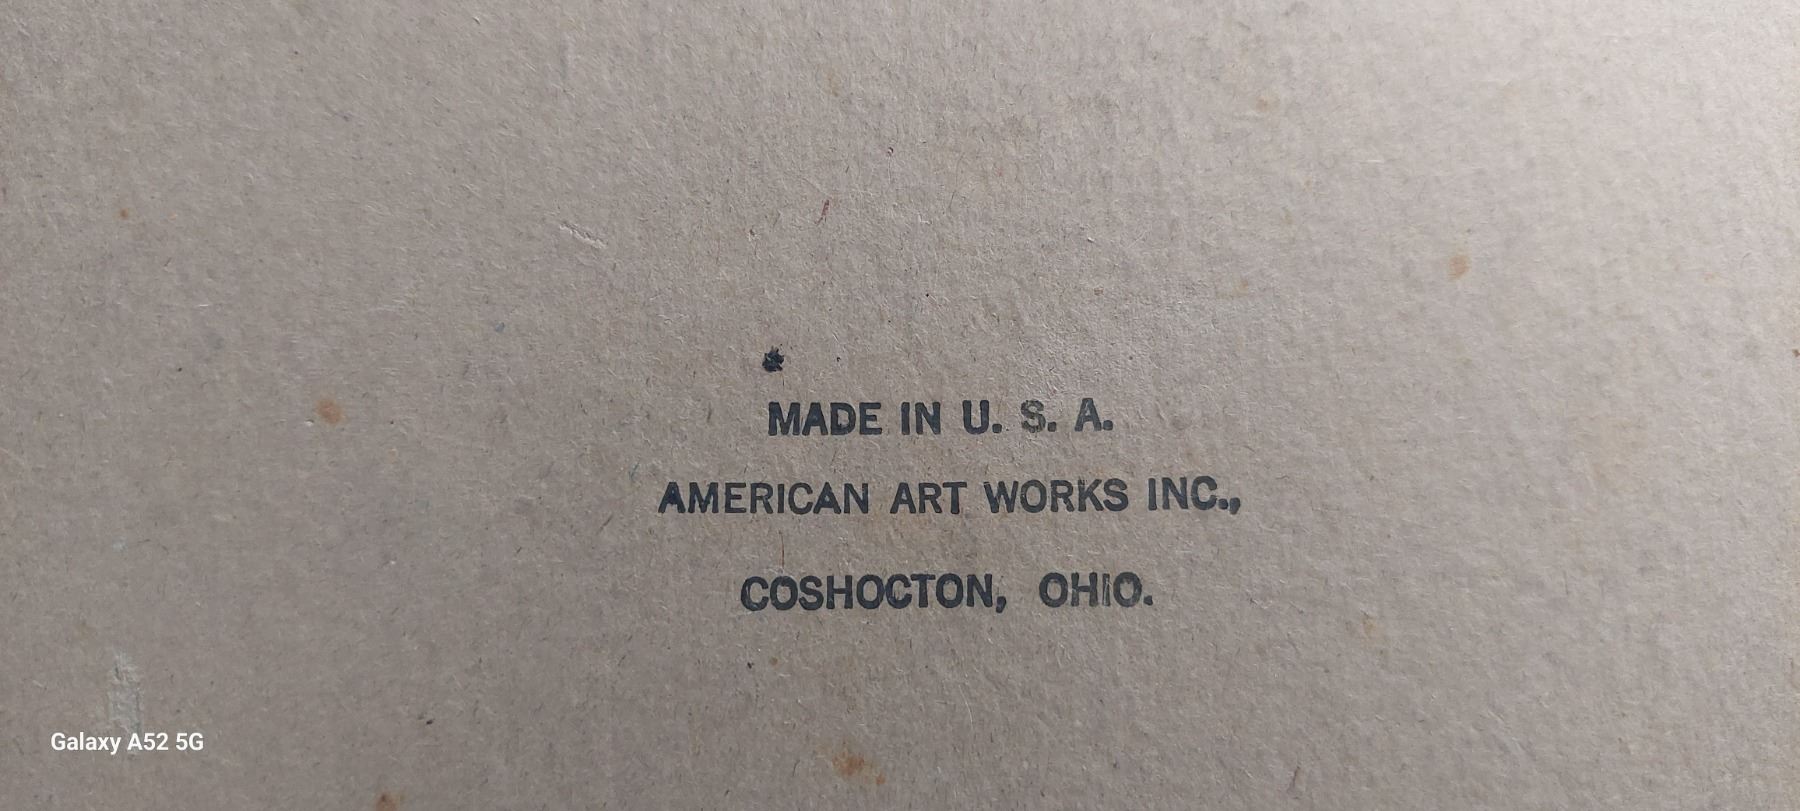 MADE IN U. S. A.
AMERICAN ART WORKS INC.,
COSHOCTON, OHIO.
Galaxy A52 5G